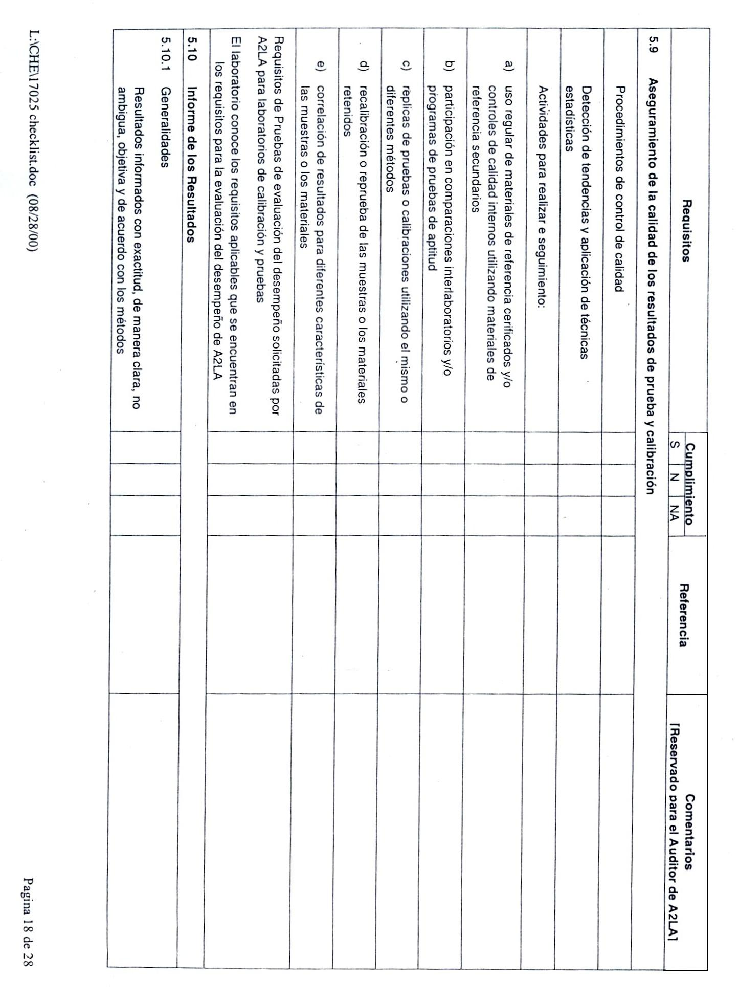 Requisitos
Cumplimiento
Referencia
Comentarios
S
N
NA
[Reservado para el Auditor de A2LA]
5.9 Aseguramiento de la calidad de los resultados de prueba y calibración
Procedimientos de control de calidad
Detección de tendencias y aplicación de técnicas
estadísticas
Actividades para realizar e seguimiento:
a) uso regular de materiales de referencia cerificados y/o
controles de calidad internos utilizando materiales de
referencia secundarios
b) participación en comparaciones interlaboratorios y/o
programas de pruebas de aptitud
c) réplicas de pruebas o calibraciones utilizando el mismo o
diferentes métodos
d) recalibración o reprueba de las muestras o los materiales
retenidos
e) correlación de resultados para diferentes características de
las muestras o los materiales
Requisitos de Pruebas de evaluación del desempeño solicitadas por
A2LA para laboratorios de calibración y pruebas
El laboratorio conoce los requisitos aplicables que se encuentran en
los requisitos para la evaluación del desempeño de A2LA
5.10 Informe de los Resultados
5.10.1 Generalidades
Resultados informados con exactitud, de manera clara, no
ambigua, objetiva y de acuerdo con los métodos
L:\CHE\17025 checklist.doc (08/28/00)
Pagina 18 de 28